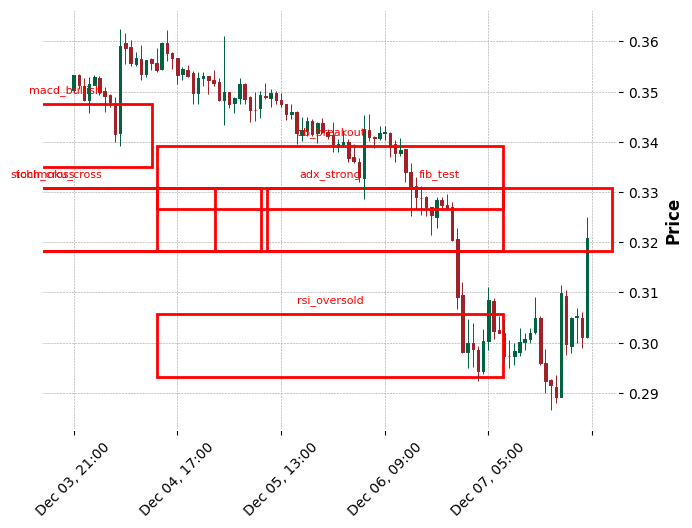 0.36
macd_bullish
0.35
0.34
adx_strong
fib_test
0.33
0.32
rsi_oversold
0.31
0.30
0.29
Price
Dec 03, 21:00
Dec 04, 17:00
Dec 05, 13:00
Dec 06, 09:00
Dec 07, 05:00